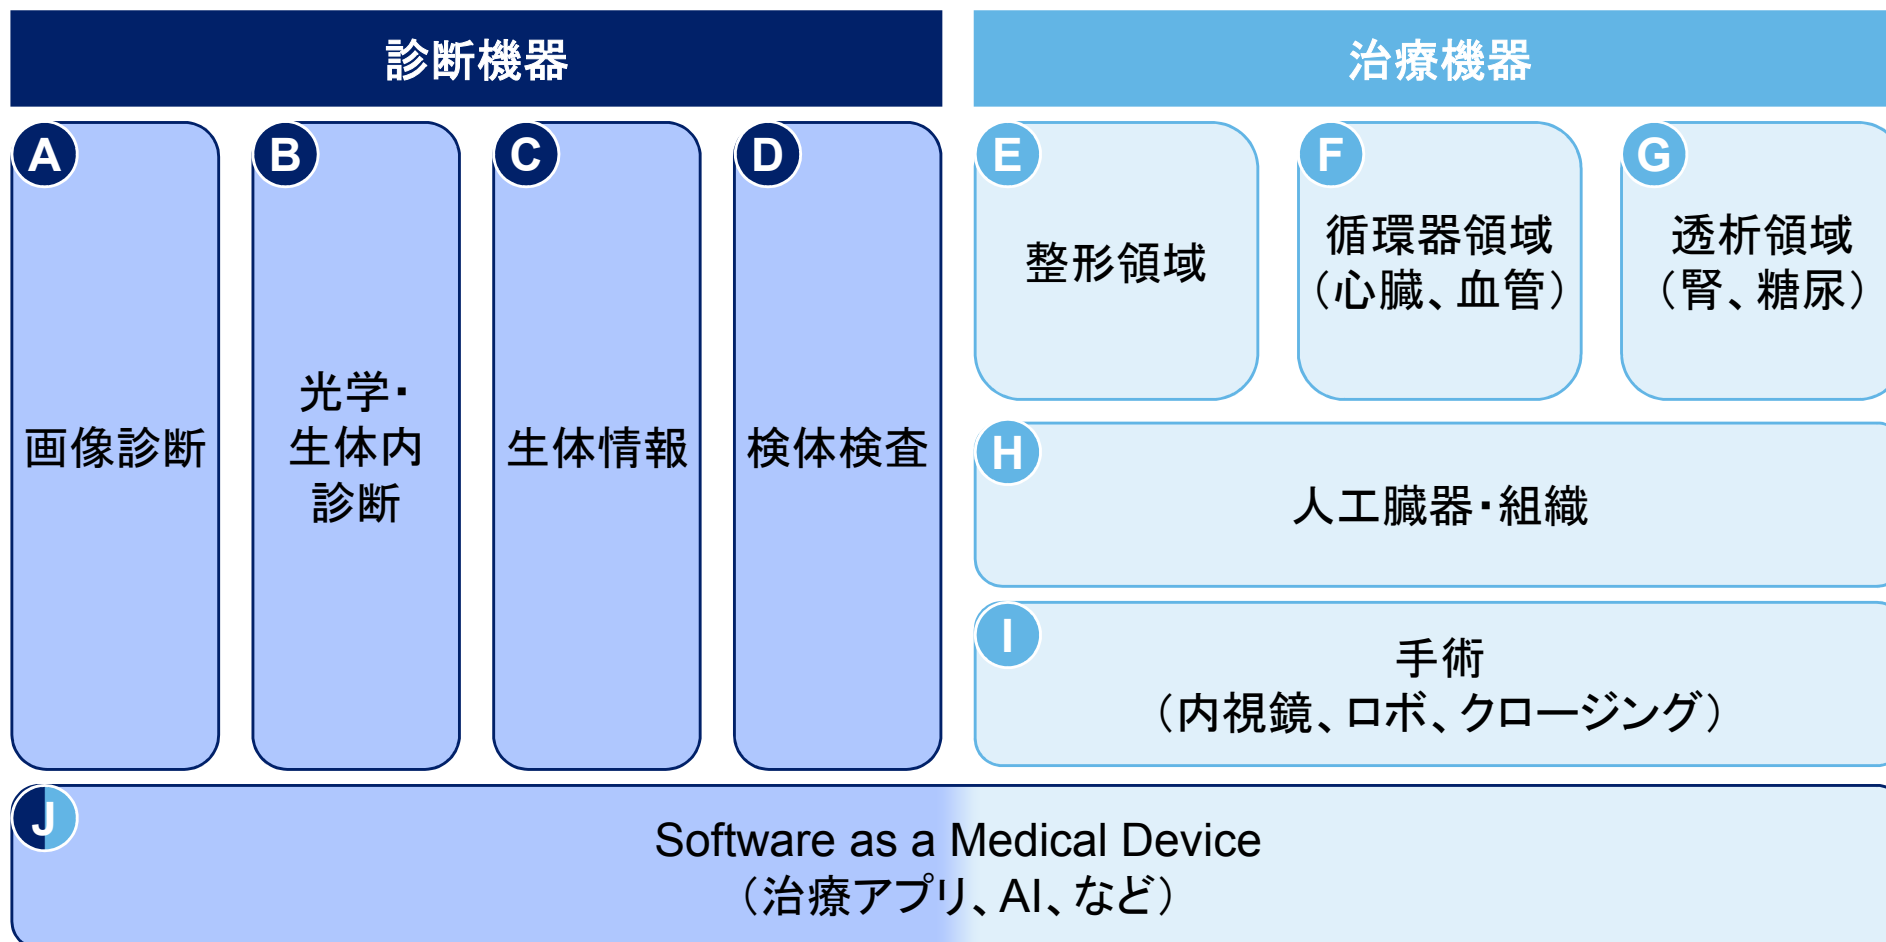 診断機器
治療機器
A
画像診断
B
光学・
生体内
診断
C
生体情報
D
検体検査
E
整形領域
F
循環器領域
（心臓、血管）
G
透析領域
（腎、糖尿）
H
人工臓器・組織
I
手術
（内視鏡、ロボ、クロージング）
J
Software as a Medical Device
（治療アプリ、AI、など）